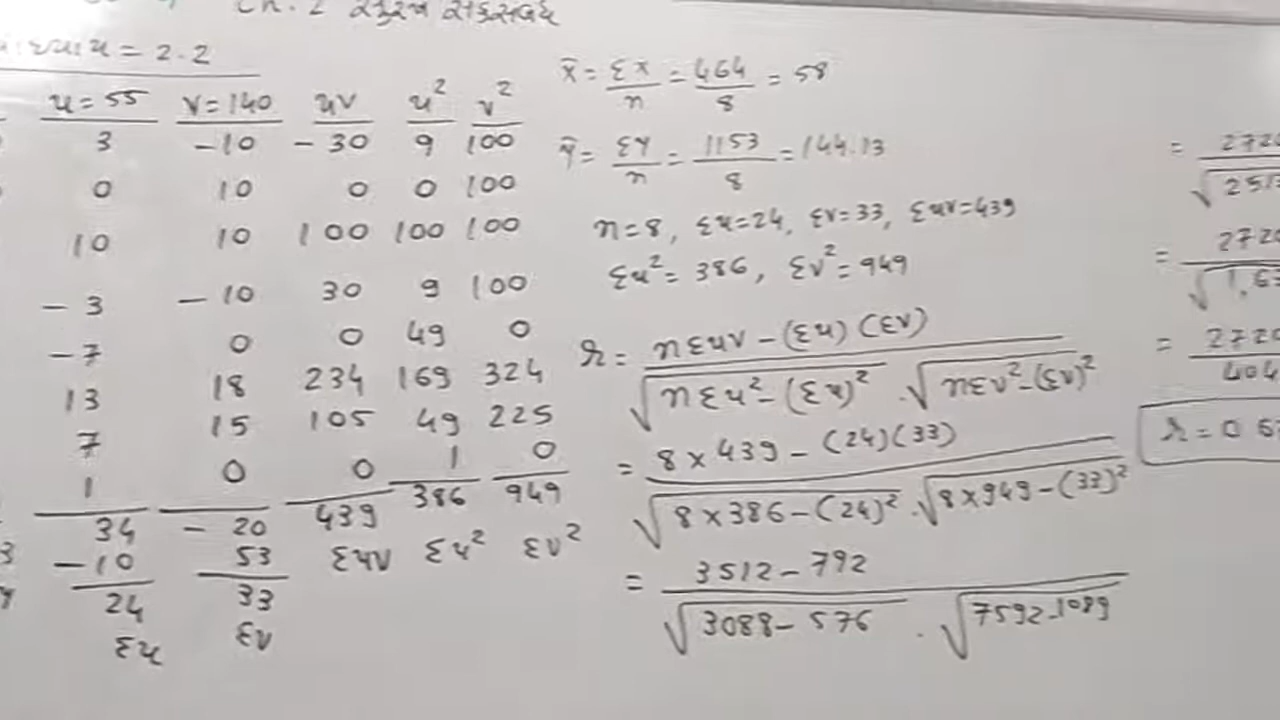 Ch. 2 સુરેખ સહસંબંધ
સ્વાધ્યાય = 2.2
u=55 v=140 uv u² v²
3 -10 -30 9 100
0 10 0 0 100
10 10 100 100 100
-3 -10 30 9 100
-7 0 0 49 0
13 18 234 169 324
7 15 105 49 225
1 0 0 1 0
34 -20 439 386 949
-10 53 Σuv Σu² Σv²
24 33
Σu Σv
x̄ = Σx/n = 464/8 = 58
ȳ = Σy/n = 1153/8 = 144.13
n=8, Σu=24, Σv=33, Σuv=439
Σu² = 386, Σv² = 949
r = nΣuv - (Σu) (Σv) / √nΣu² - (Σu)² . √nΣv² - (Σv)²
= 8 × 439 - (24) (33) / √8 × 386 - (24)² . √8 × 949 - (33)²
= 3512 - 792 / √3088 - 576 . √7592 - 1089